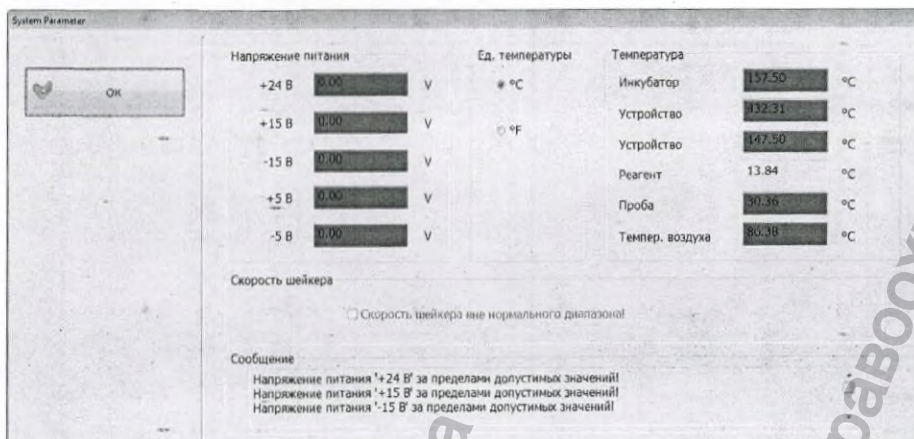 System Parameter
OK
Напряжение питания
+24 В 0.00 V
+15 В 0.00 V
-15 В 0.00 V
+5 В 0.00 V
-5 В 0.00 V
Ед. температуры
°C
°F
Температура
Инкубатор 157.50 °C
Устройство 432.31 °C
Устройство 147.50 °C
Реагент 13.84 °C
Проба 30.36 °C
Темпер. воздуха 86.38 °C
Скорость шейкера
Скорость шейкера вне нормального диапазона!
Сообщение
Напряжение питания '+24 В' за пределами допустимых значений!
Напряжение питания '+15 В' за пределами допустимых значений!
Напряжение питания '-15 В' за пределами допустимых значений!